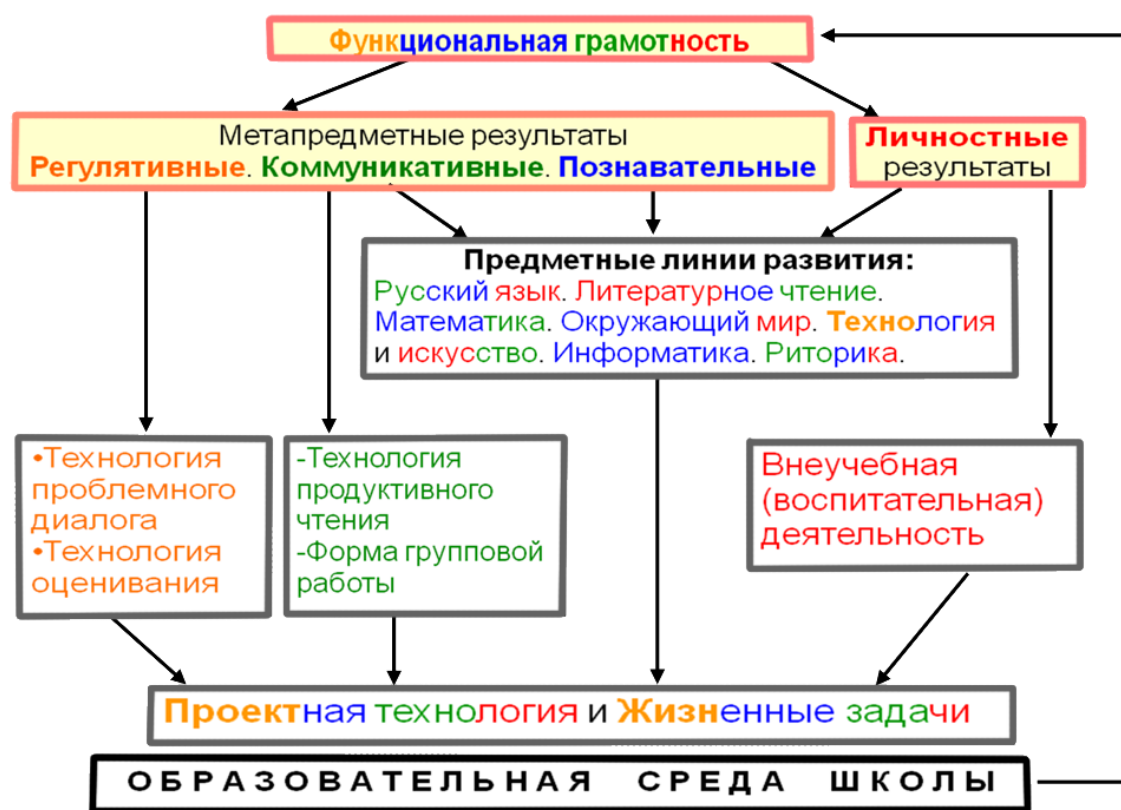 Функциональная грамотность
Метапредметные результаты
Регулятивные. Коммуникативные. Познавательные
Личностные
результаты
Предметные линии развития:
Русский язык. Литературное чтение.
Математика. Окружающий мир. Технология
и искусство. Информатика. Риторика.
•Технология
проблемного
диалога
•Технология
оценивания
-Технология
продуктивного
чтения
-Форма групповой
работы
Внеучебная
(воспитательная)
деятельность
Проектная технология и Жизненные задачи
ОБРАЗОВАТЕЛЬНАЯ СРЕДА ШКОЛЫ